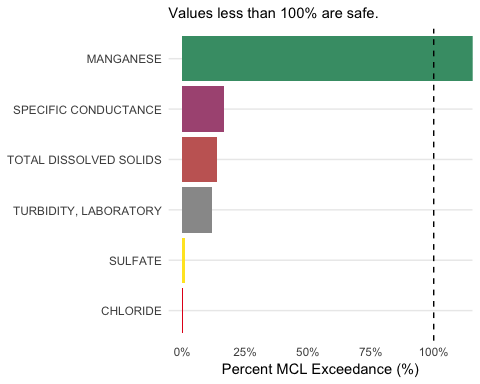 Values less than 100% are safe.
MANGANESE
SPECIFIC CONDUCTANCE
TOTAL DISSOLVED SOLIDS
TURBIDITY, LABORATORY
SULFATE
CHLORIDE
0% 25% 50% 75% 100%
Percent MCL Exceedance (%)